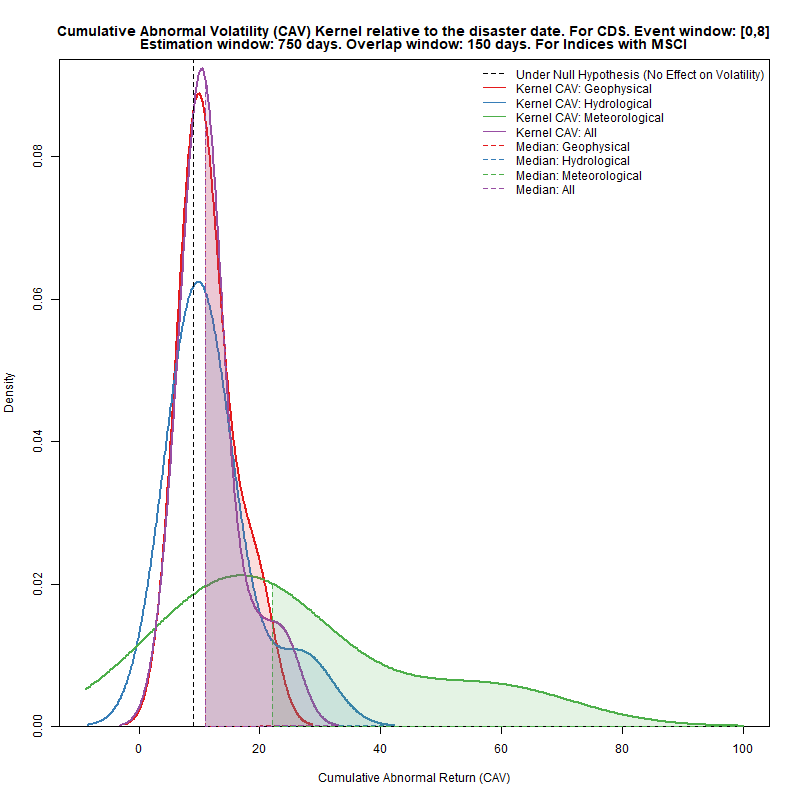 Cumulative Abnormal Volatility (CAV) Kernel relative to the disaster date. For CDS. Event window: [0,8]
Estimation window: 750 days. Overlap window: 150 days. For Indices with MSCI
Under Null Hypothesis (No Effect on Volatility)
Kernel CAV: Geophysical
Kernel CAV: Hydrological
Kernel CAV: Meteorological
Kernel CAV: All
Median: Geophysical
Median: Hydrological
Median: Meteorological
Median: All
Density
0.08
0.06
0.04
0.02
0.00
0 20 40 60 80 100
Cumulative Abnormal Return (CAV)